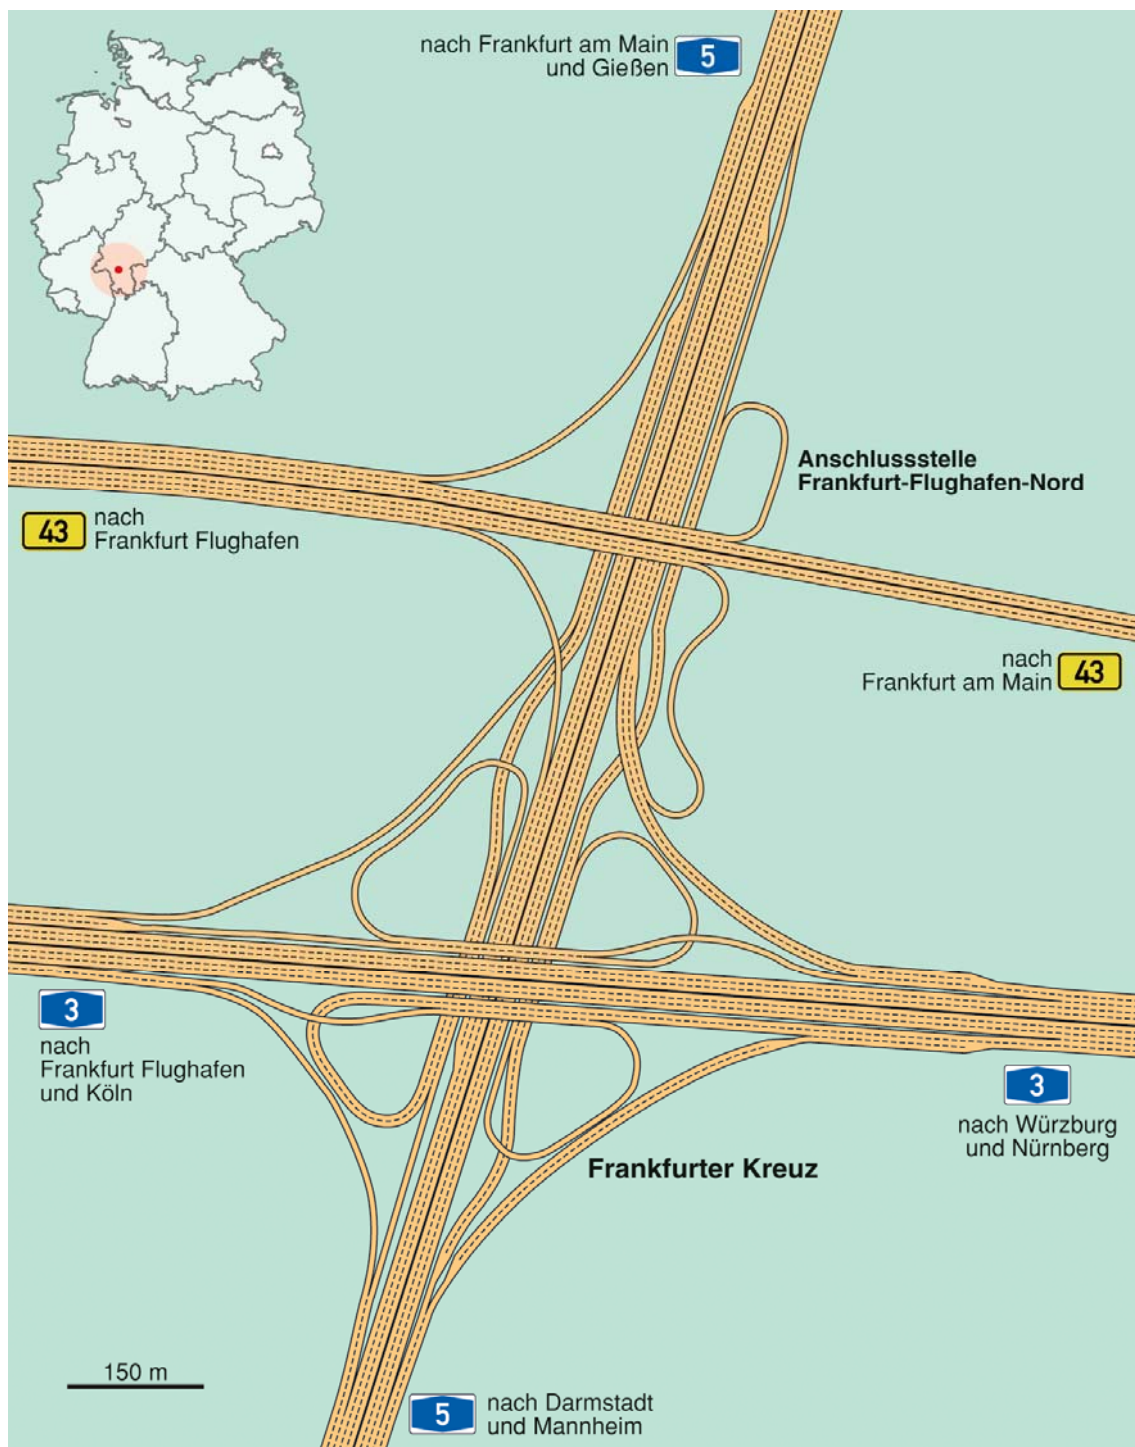 nach Frankfurt am Main
und Gießen
5
Anschlussstelle
Frankfurt-Flughafen-Nord
43
nach
Frankfurt Flughafen
nach
Frankfurt am Main
43
3
nach
Frankfurt Flughafen
und Köln
3
nach Würzburg
und Nürnberg
Frankfurter Kreuz
150 m
5
nach Darmstadt
und Mannheim